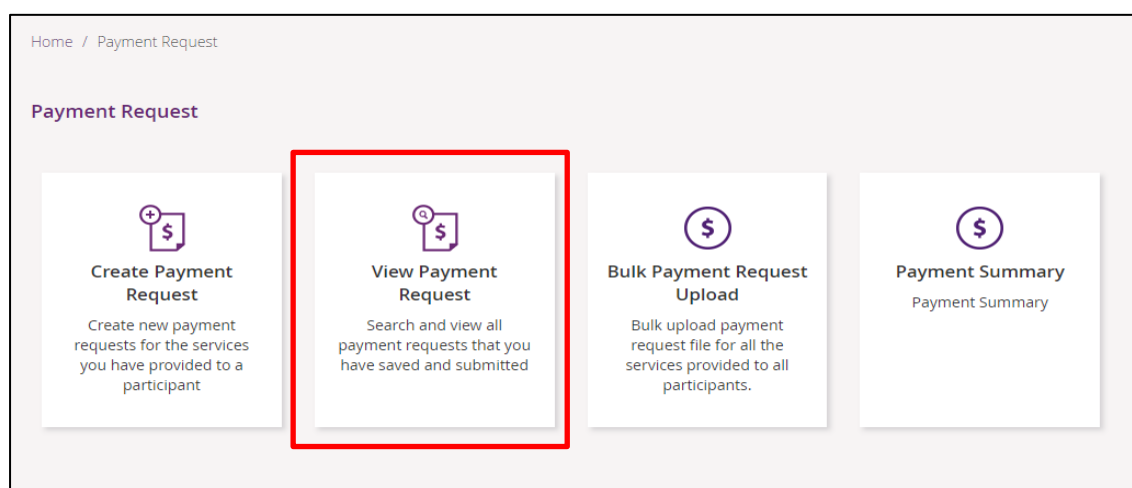 Home / Payment Request
Payment Request
$
Create Payment
Request
Create new payment
requests for the services
you have provided to a
participant
$
View Payment
Request
Search and view all
payment requests that you
have saved and submitted
$
Bulk Payment Request
Upload
Bulk upload payment
request file for all the
services provided to all
participants.
$
Payment Summary
Payment Summary